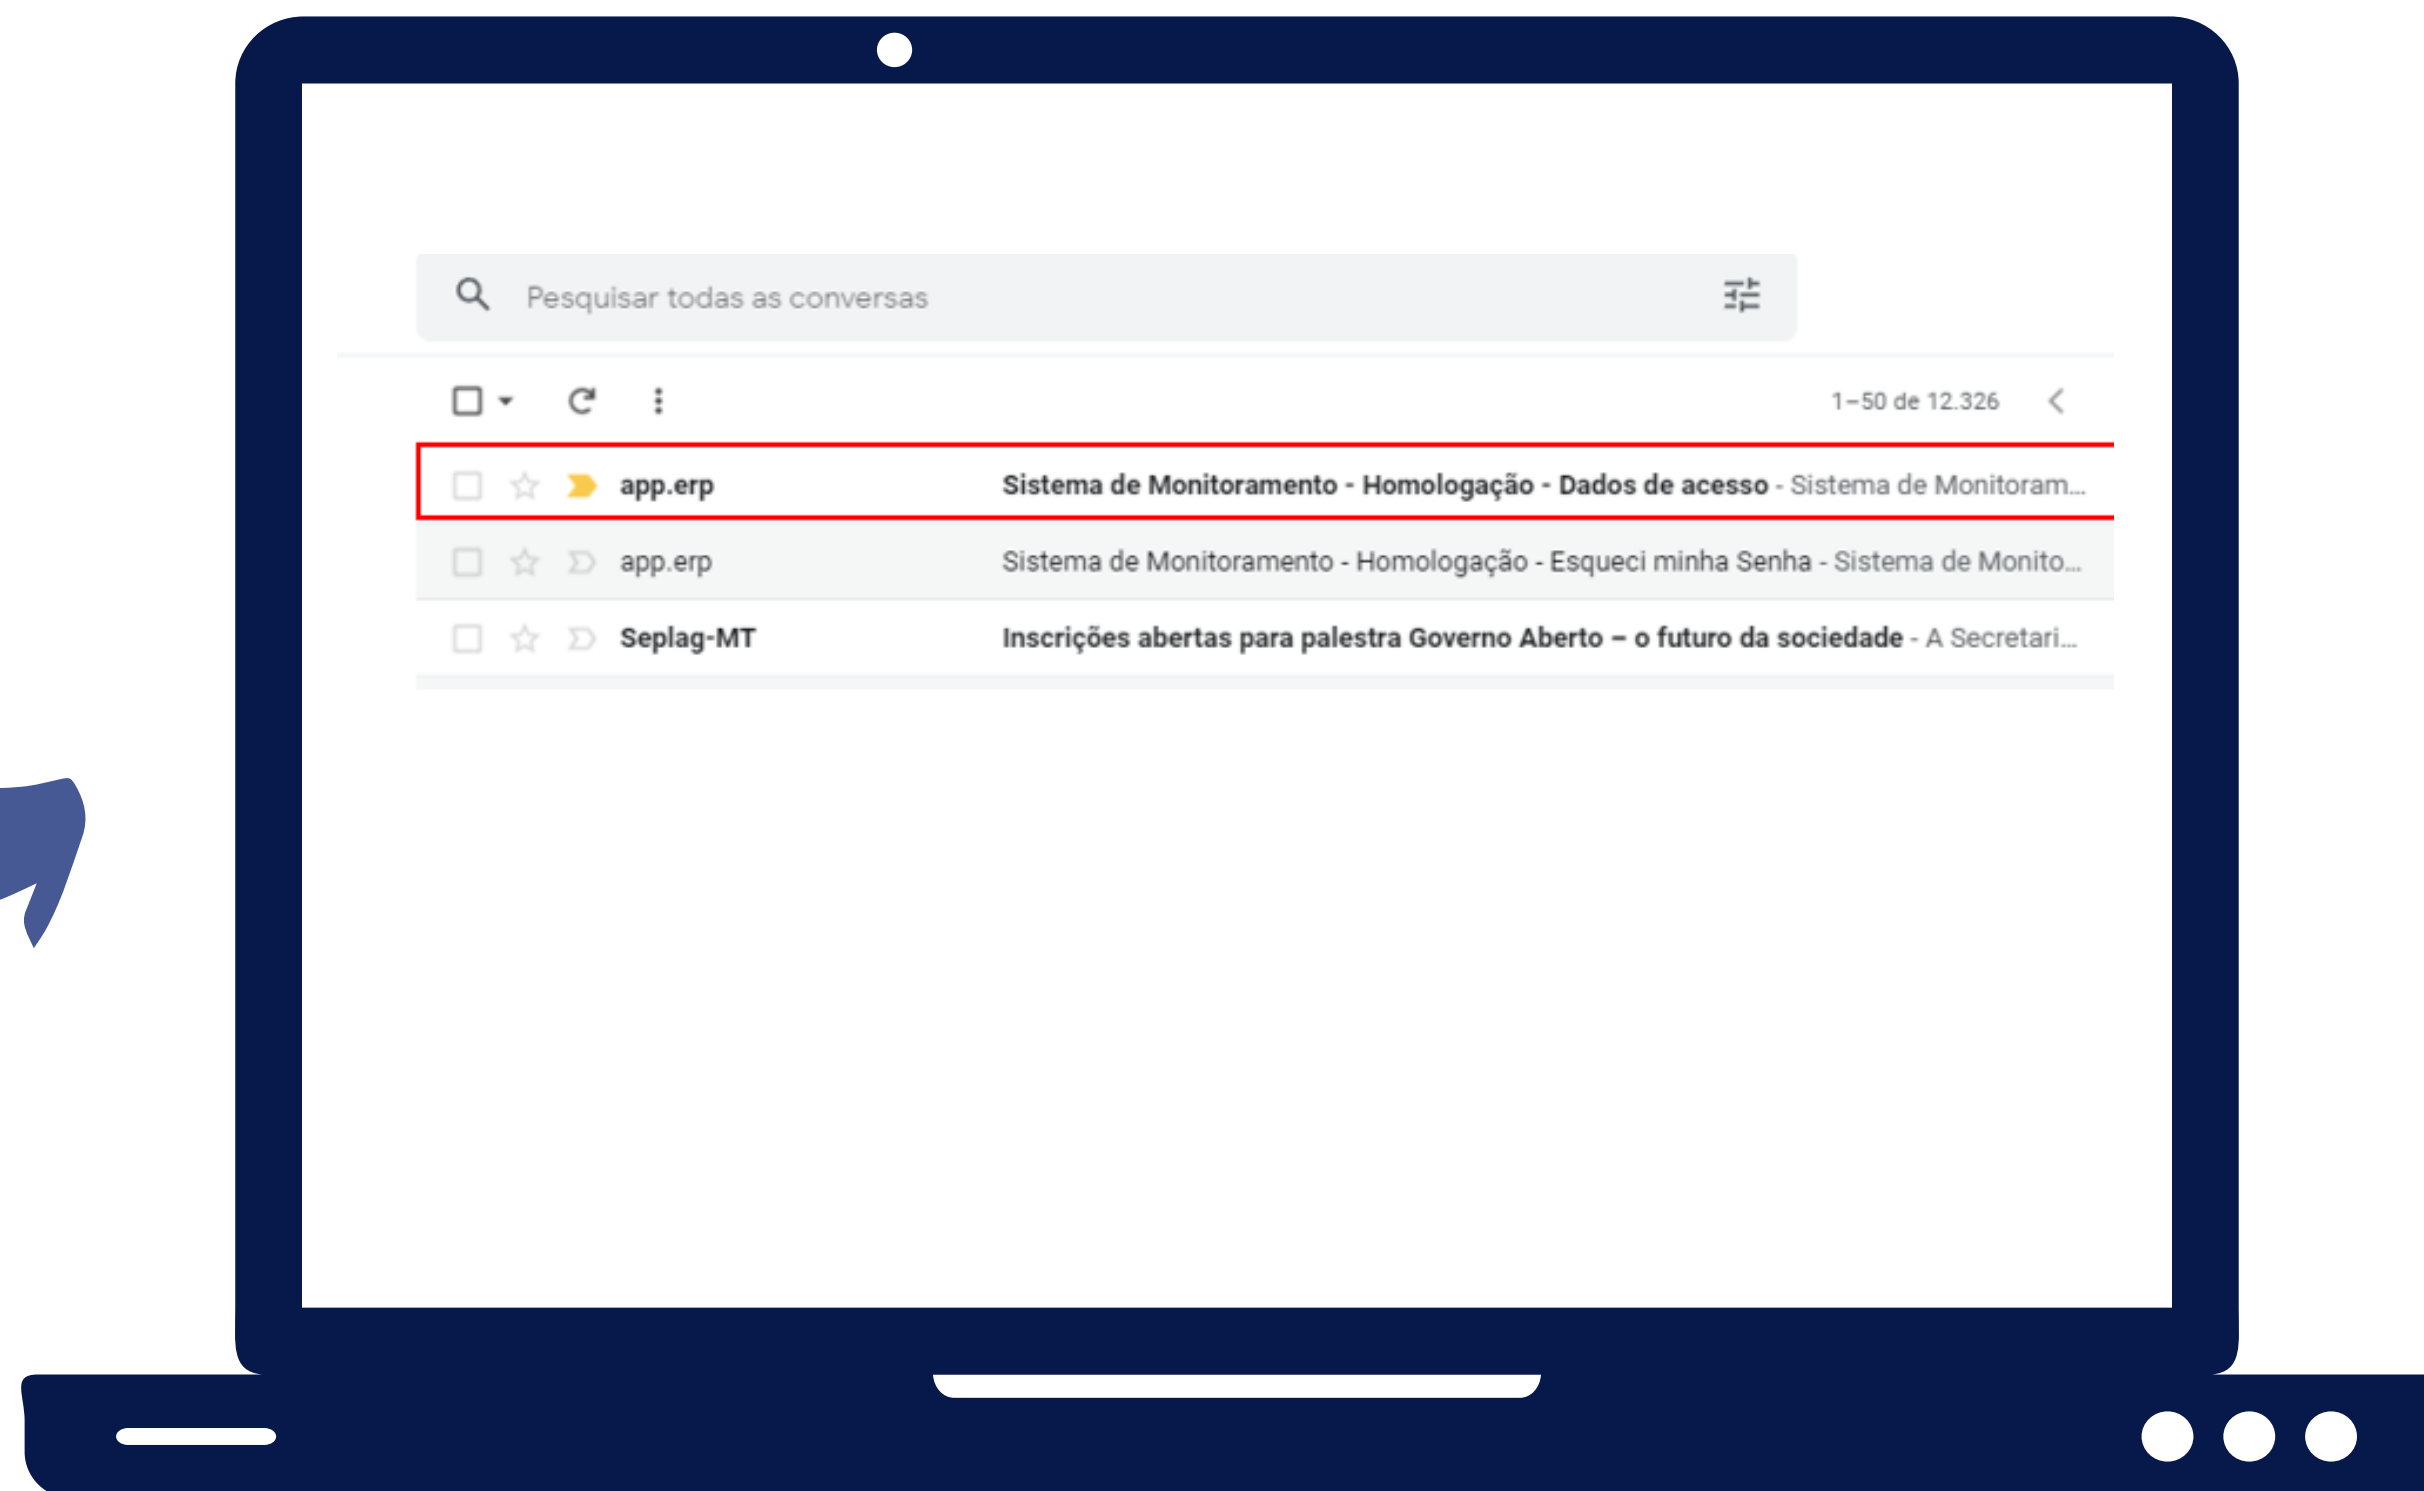 Pesquisar todas as conversas
1–50 de 12.326
app.erp Sistema de Monitoramento - Homologação - Dados de acesso - Sistema de Monitoram...
app.erp Sistema de Monitoramento - Homologação - Esqueci minha Senha - Sistema de Monito...
Seplag-MT Inscrições abertas para palestra Governo Aberto – o futuro da sociedade - A Secretari...